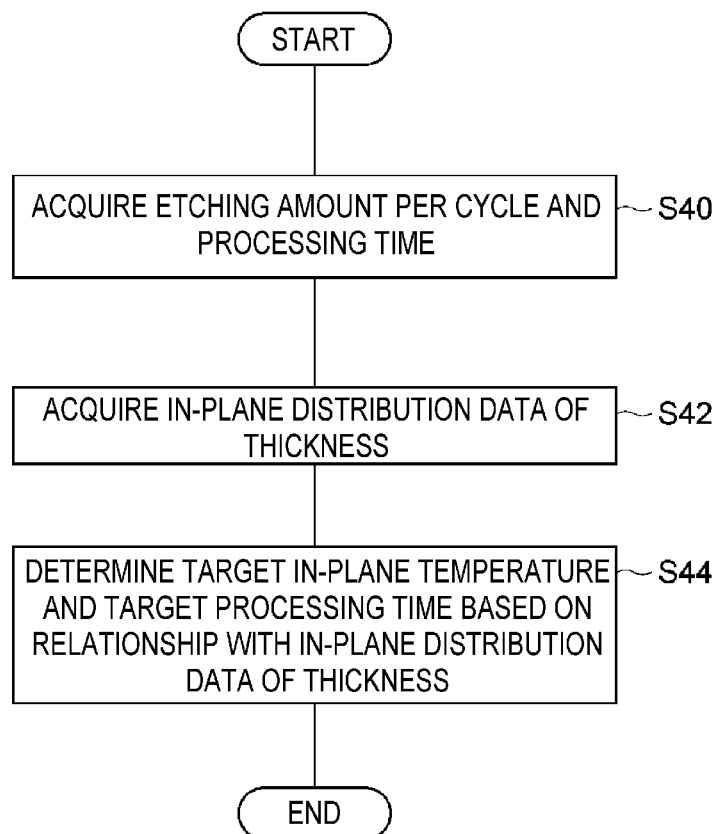 START
ACQUIRE ETCHING AMOUNT PER CYCLE AND
PROCESSING TIME
S40
ACQUIRE IN-PLANE DISTRIBUTION DATA OF
THICKNESS
S42
DETERMINE TARGET IN-PLANE TEMPERATURE
AND TARGET PROCESSING TIME BASED ON
RELATIONSHIP WITH IN-PLANE DISTRIBUTION
DATA OF THICKNESS
S44
END